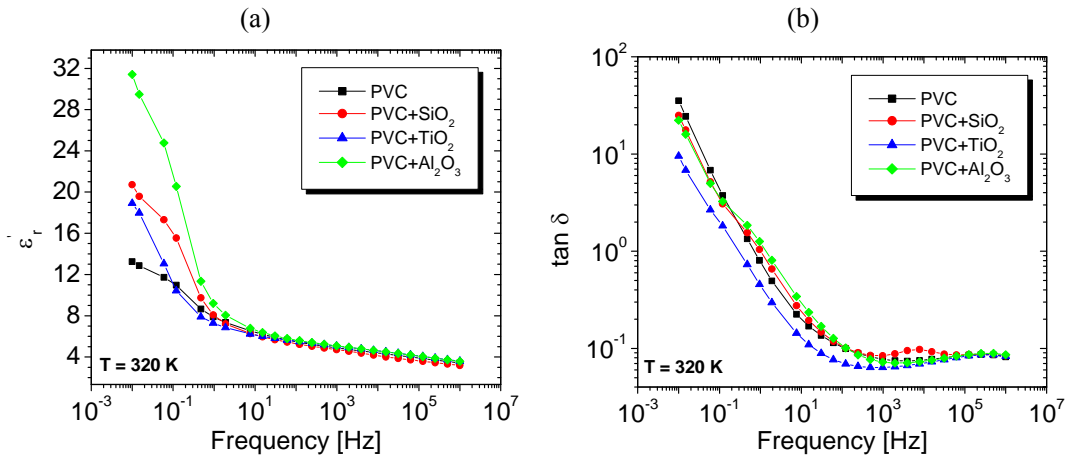 (a)
32
28
24
20
16
12
8
4
ε'r
10⁻³ 10⁻¹ 10¹ 10³ 10⁵ 10⁷
Frequency [Hz]
PVC
PVC+SiO₂
PVC+TiO₂
PVC+Al₂O₃
T = 320 K
(b)
10²
10¹
10⁰
10⁻¹
tan δ
10⁻³ 10⁻¹ 10¹ 10³ 10⁵ 10⁷
Frequency [Hz]
PVC
PVC+SiO₂
PVC+TiO₂
PVC+Al₂O₃
T = 320 K